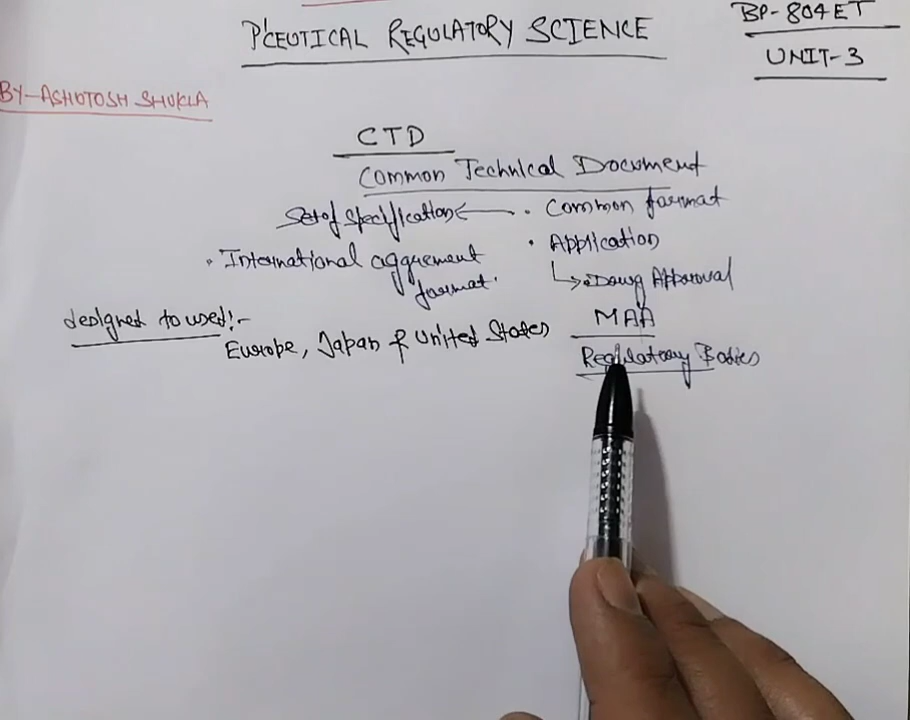 P'CEUTICAL REGULATORY SCIENCE
BP-804ET
UNIT-3
BY-ASHUTOSH SHUKLA
CTD
Common Technical Document
Set of Specification ← • Common format
• International aggrement format.
• Application
↳ • Drug Approval
MAA
Regulatory Bodies
designed to used:-
Europe, Japan & United States